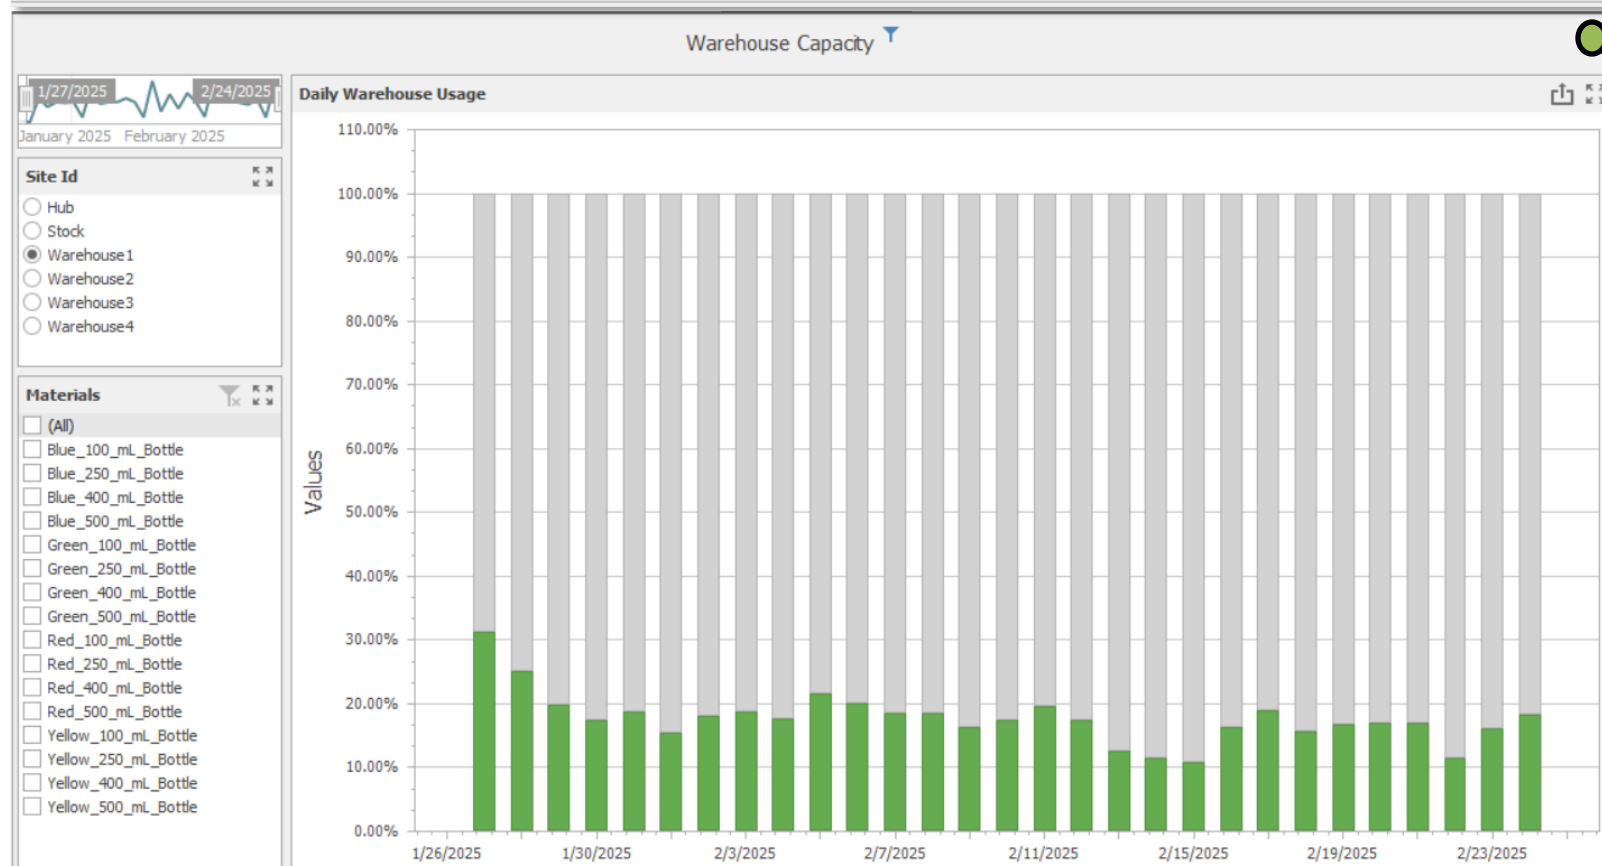 Warehouse Capacity
1/27/2025 2/24/2025
January 2025 February 2025
Site Id
Hub
Stock
Warehouse1
Warehouse2
Warehouse3
Warehouse4
Materials
(All)
Blue_100_mL_Bottle
Blue_250_mL_Bottle
Blue_400_mL_Bottle
Blue_500_mL_Bottle
Green_100_mL_Bottle
Green_250_mL_Bottle
Green_400_mL_Bottle
Green_500_mL_Bottle
Red_100_mL_Bottle
Red_250_mL_Bottle
Red_400_mL_Bottle
Red_500_mL_Bottle
Yellow_100_mL_Bottle
Yellow_250_mL_Bottle
Yellow_400_mL_Bottle
Yellow_500_mL_Bottle
Daily Warehouse Usage
Values
110.00%
100.00%
90.00%
80.00%
70.00%
60.00%
50.00%
40.00%
30.00%
20.00%
10.00%
0.00%
1/26/2025 1/30/2025 2/3/2025 2/7/2025 2/11/2025 2/15/2025 2/19/2025 2/23/2025